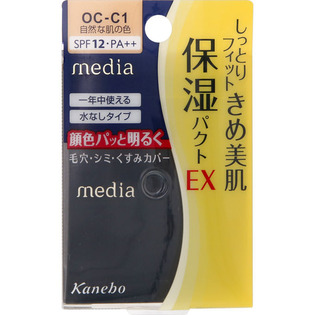 OC-C1
自然な肌の色
SPF12・PA++
media
一年中使える
水なしタイプ
顔色パッと明るく
毛穴・シミ・くすみカバー
media
Kanebo
しっとり
フィット
きめ美肌
保湿
パクト
EX